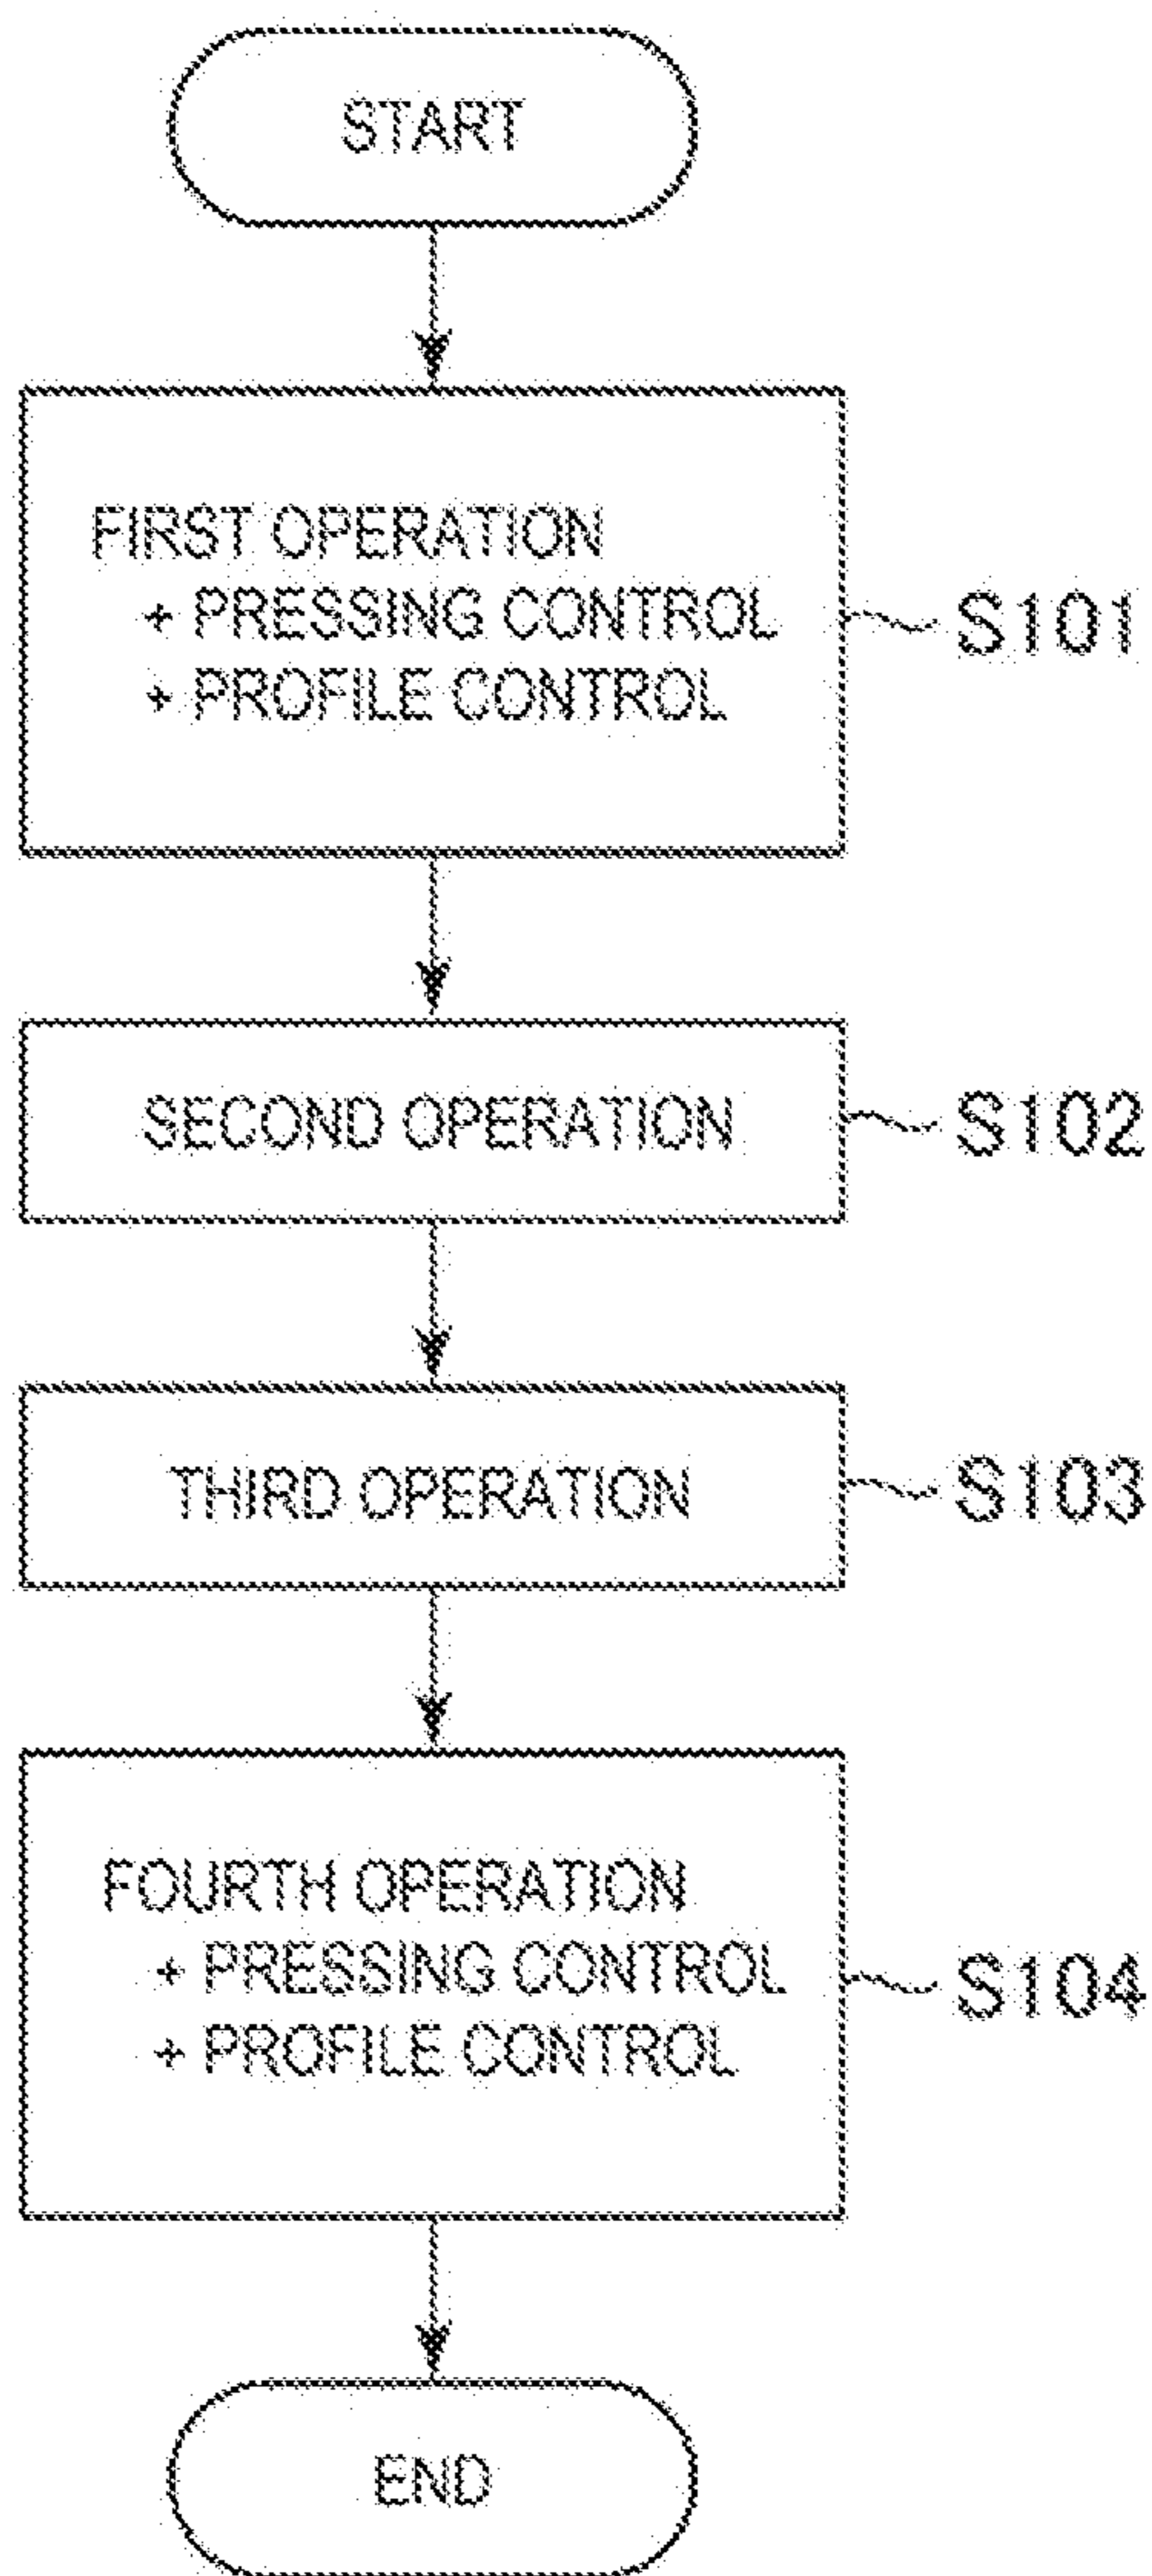 START
FIRST OPERATION
+ PRESSING CONTROL
+ PROFILE CONTROL
S101
SECOND OPERATION
S102
THIRD OPERATION
S103
FOURTH OPERATION
+ PRESSING CONTROL
+ PROFILE CONTROL
S104
END